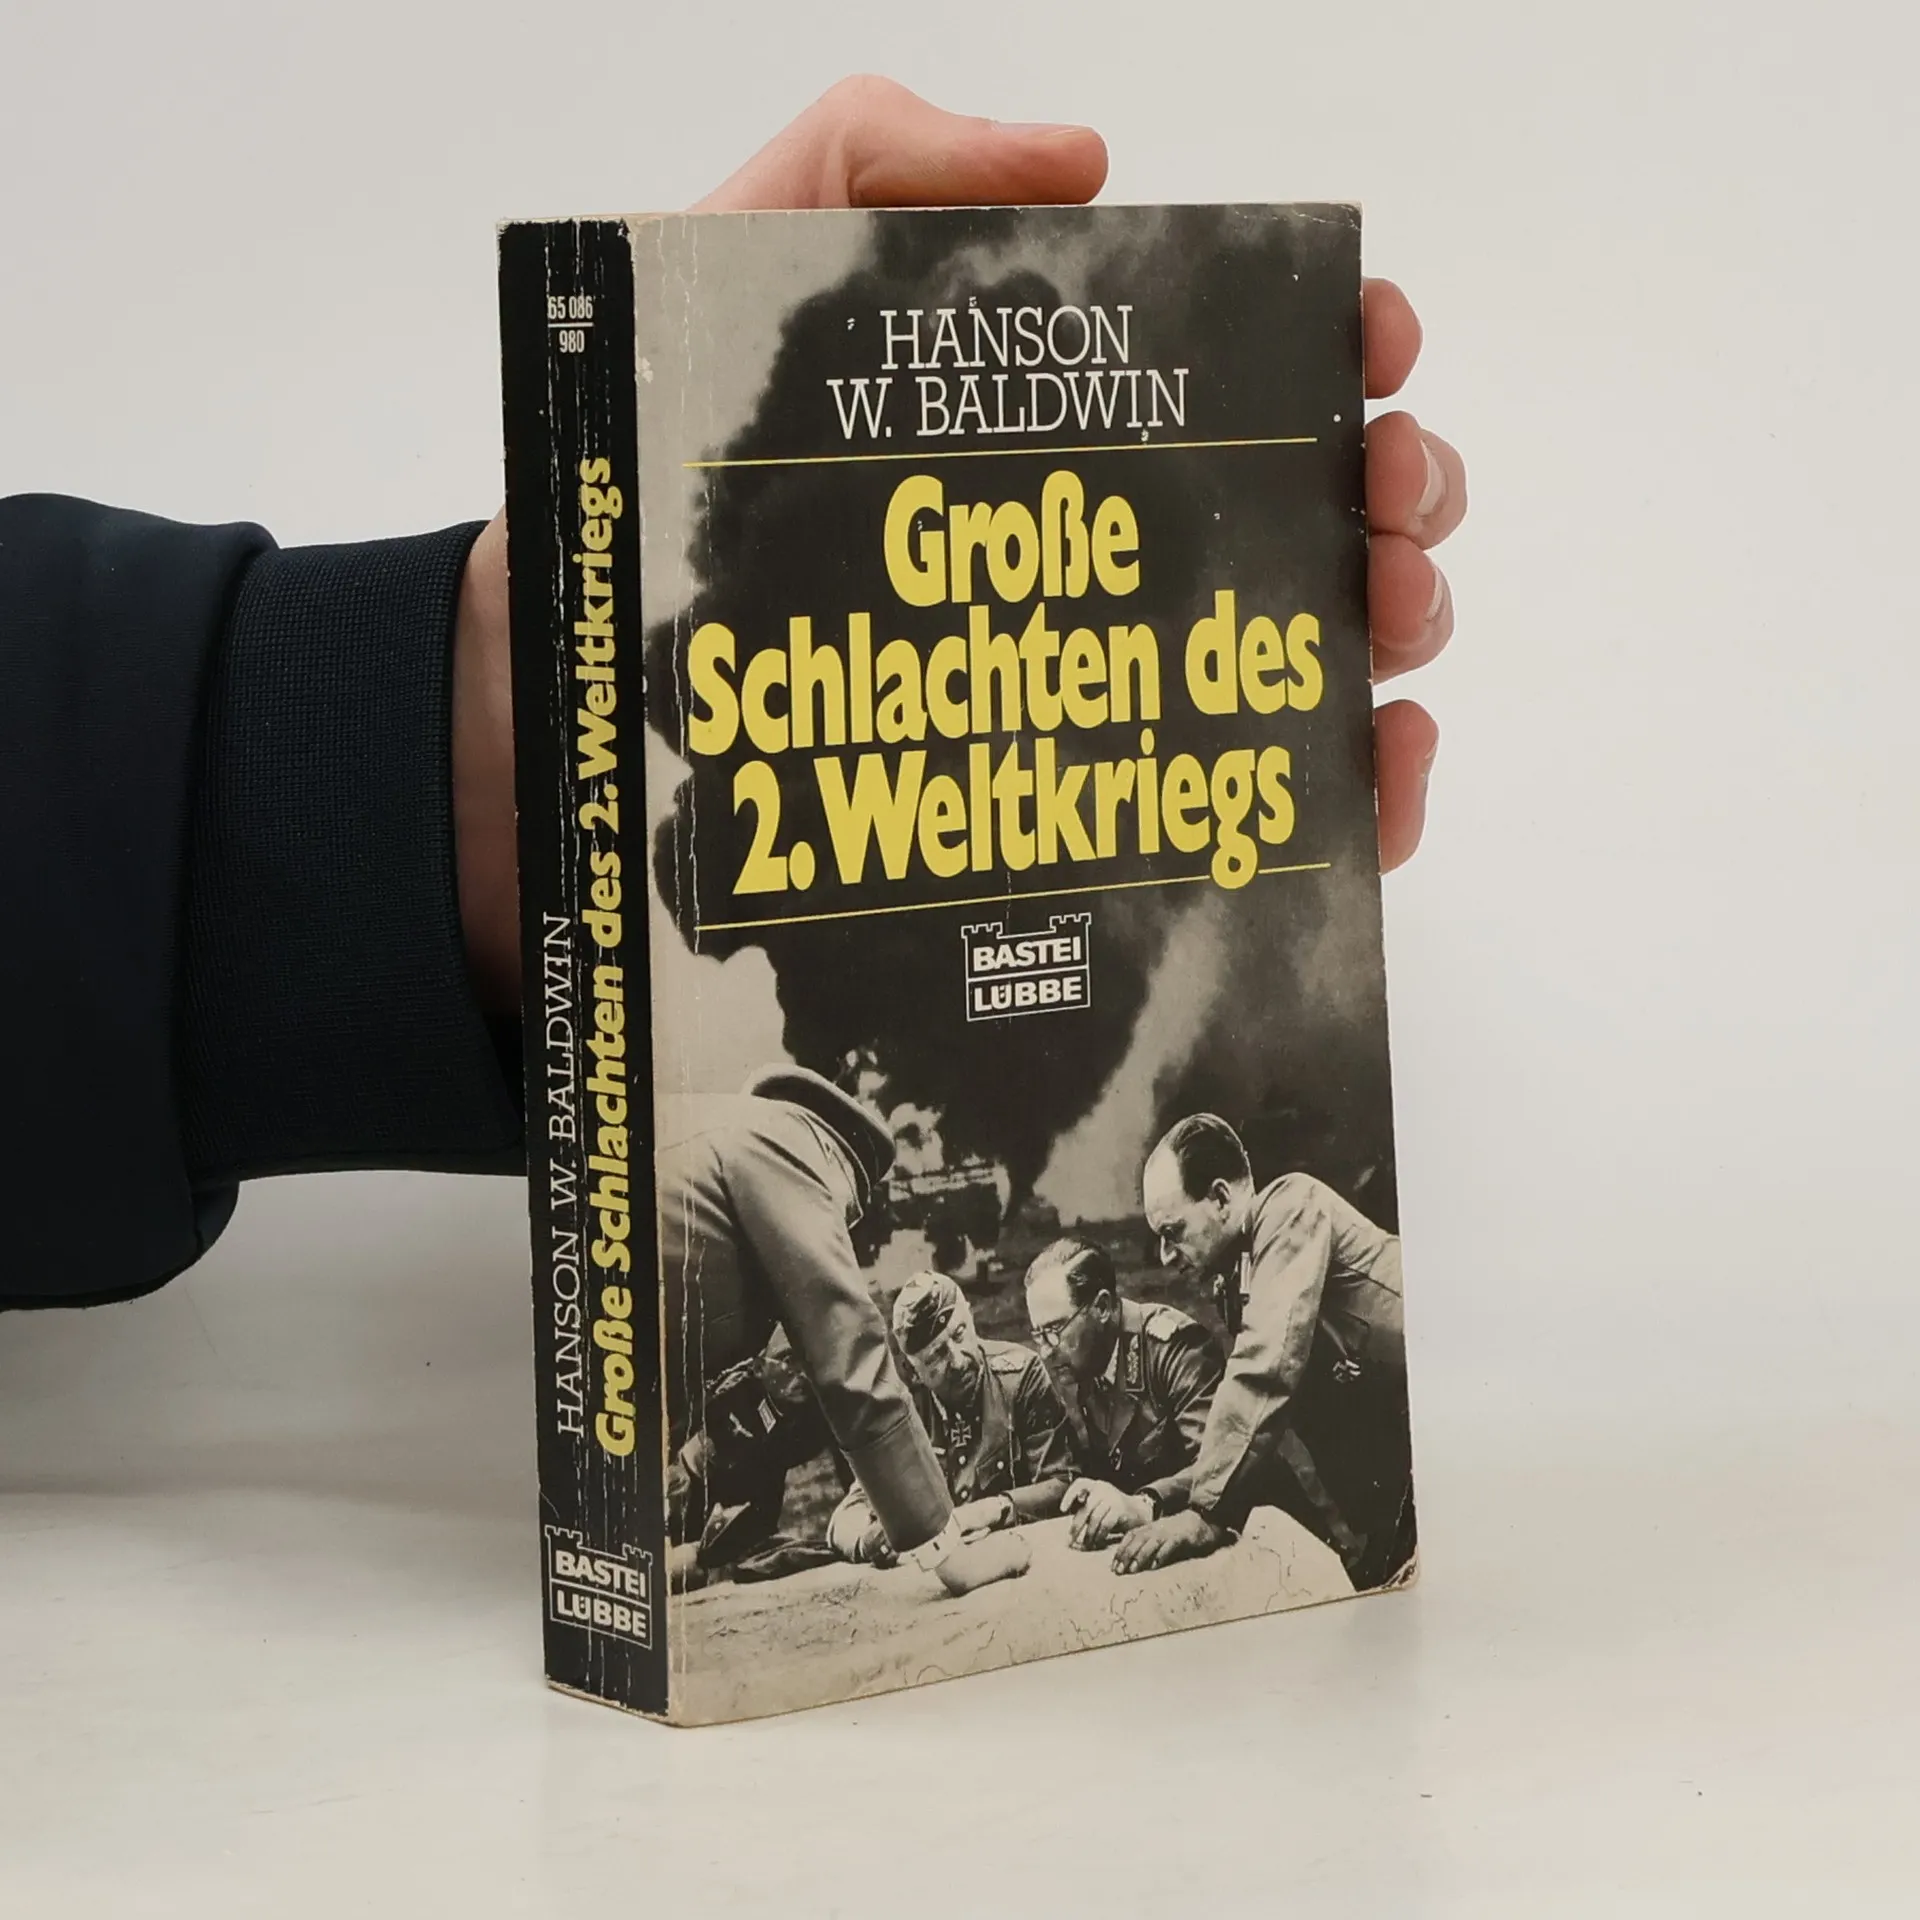 65 086
980
HANSON W. BALDWIN
Große Schlachten des 2. Weltkriegs
BASTEI
LÜBBE
HANSON
W. BALDWIN
Große
Schlachten des
2. Weltkriegs
BASTEI
LÜBBE